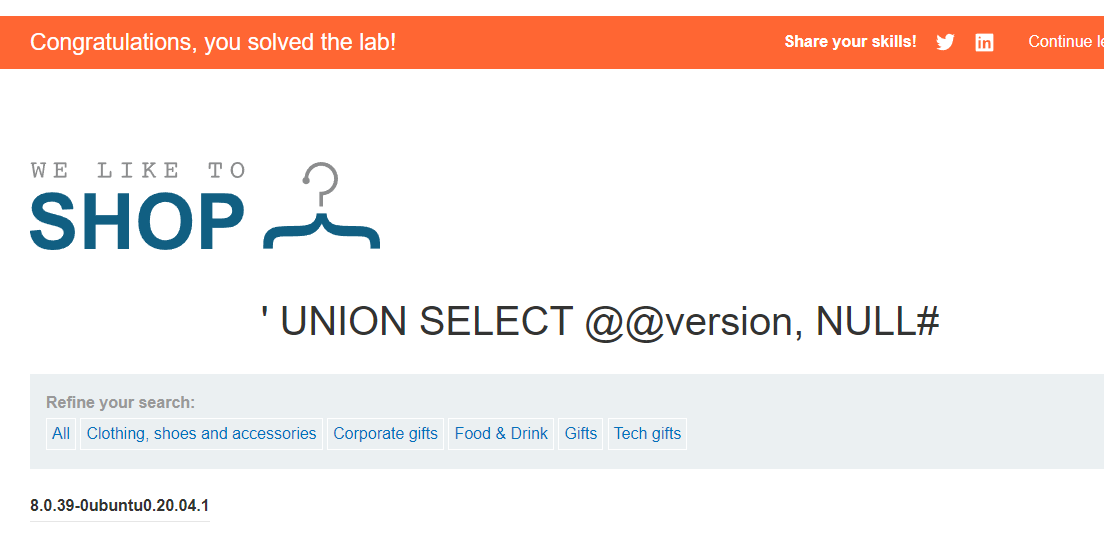 Congratulations, you solved the lab! Share your skills! Continue
WE LIKE TO
SHOP
' UNION SELECT @@version, NULL#
Refine your search:
All Clothing, shoes and accessories Corporate gifts Food & Drink Gifts Tech gifts
8.0.39-0ubuntu0.20.04.1